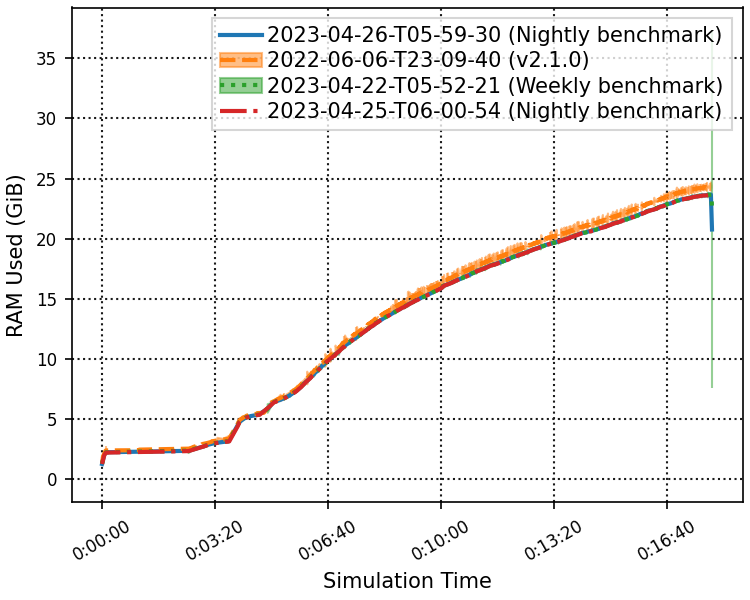 2023-04-26-T05-59-30 (Nightly benchmark)
2022-06-06-T23-09-40 (v2.1.0)
2023-04-22-T05-52-21 (Weekly benchmark)
2023-04-25-T06-00-54 (Nightly benchmark)
RAM Used (GiB)
35
30
25
20
15
10
5
0
0:00:00
0:03:20
0:06:40
0:10:00
0:13:20
0:16:40
Simulation Time